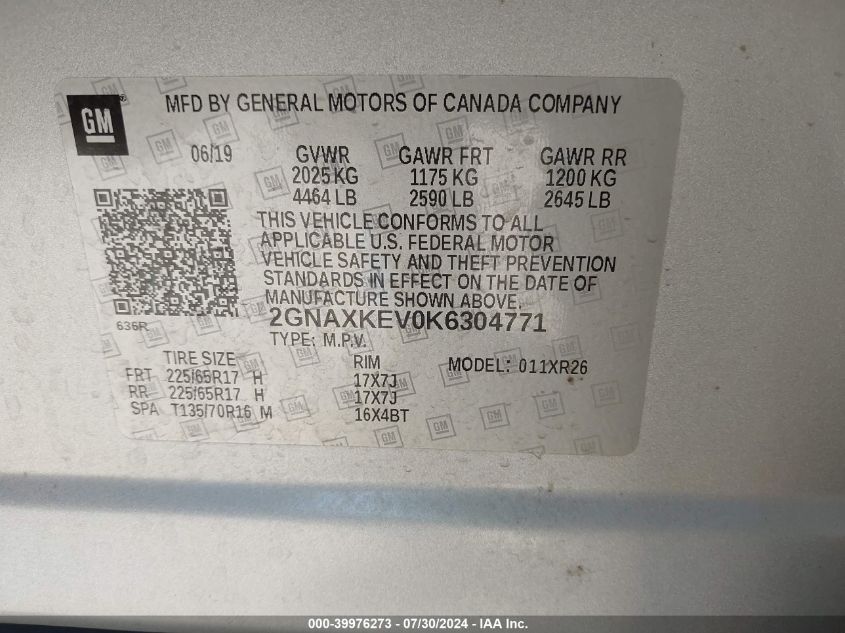 GM
MFD BY GENERAL MOTORS OF CANADA COMPANY
06/19 GVWR GAWR FRT GAWR RR
2025 KG 1175 KG 1200 KG
4464 LB 2590 LB 2645 LB
THIS VEHICLE CONFORMS TO ALL
APPLICABLE U.S. FEDERAL MOTOR
VEHICLE SAFETY AND THEFT PREVENTION
STANDARDS IN EFFECT ON THE DATE OF
MANUFACTURE SHOWN ABOVE.
636R
2GNAXKEV0K6304771
TYPE: M.P.V.
TIRE SIZE RIM MODEL: 011XR26
FRT 225/65R17 H 17X7J
RR 225/65R17 H 17X7J
SPA T135/70R16 M 16X4BT
000-39976273 / 07/30/2024 - IAA Inc.